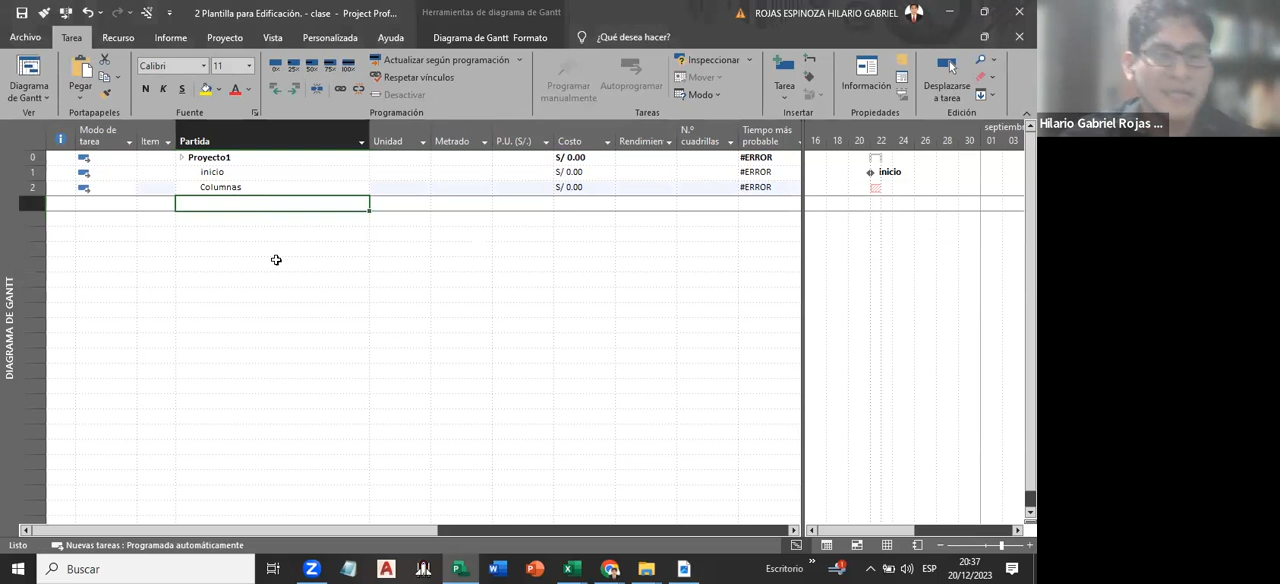 2 Plantilla para Edificación. - clase - Project Prof...
Herramientas de diagrama de Gantt
ROJAS ESPINOZA HILARIO GABRIEL
Archivo Tarea Recurso Informe Proyecto Vista Personalizada Ayuda Diagrama de Gantt Formato ¿Qué desea hacer?
Diagrama de Gantt
Ver
Pegar
Portapapeles
Calibri 11
N K S A
Fuente
0% 25% 50% 75% 100%
Actualizar según programación
Respetar vínculos
Desactivar
Programación
Programar manualmente
Autoprogramar
Inspeccionar
Mover
Modo
Tareas
Tarea
Insertar
Información
Propiedades
Desplazarse a tarea
Edición
Hilario Gabriel Rojas ...
Modo de tarea Item Partida Unidad Metrado P.U. (S/.) Costo Rendimien N.º cuadrillas Tiempo más probable
septiembre
16 18 20 22 24 26 28 30 01 03
0 Proyecto1 S/ 0.00 #ERROR
1 inicio S/ 0.00 #ERROR inicio
2 Columnas S/ 0.00 #ERROR
DIAGRAMA DE GANTT
Listo Nuevas tareas : Programada automáticamente
Buscar
Escritorio
ESP
20:37
20/12/2023